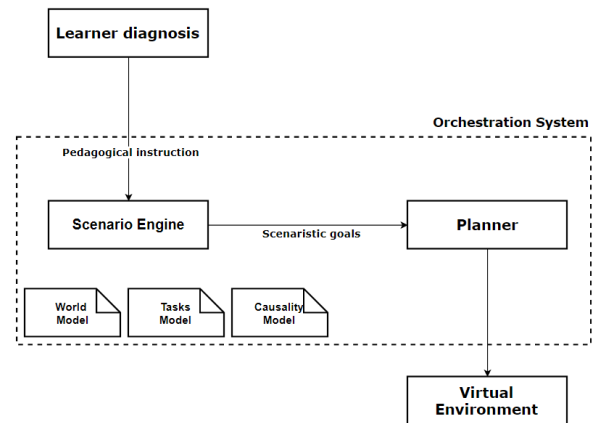 Learner diagnosis
Orchestration System
Pedagogical instruction
Scenario Engine
Scenaristic goals
Planner
World
Model
Tasks
Model
Causality
Model
Virtual
Environment